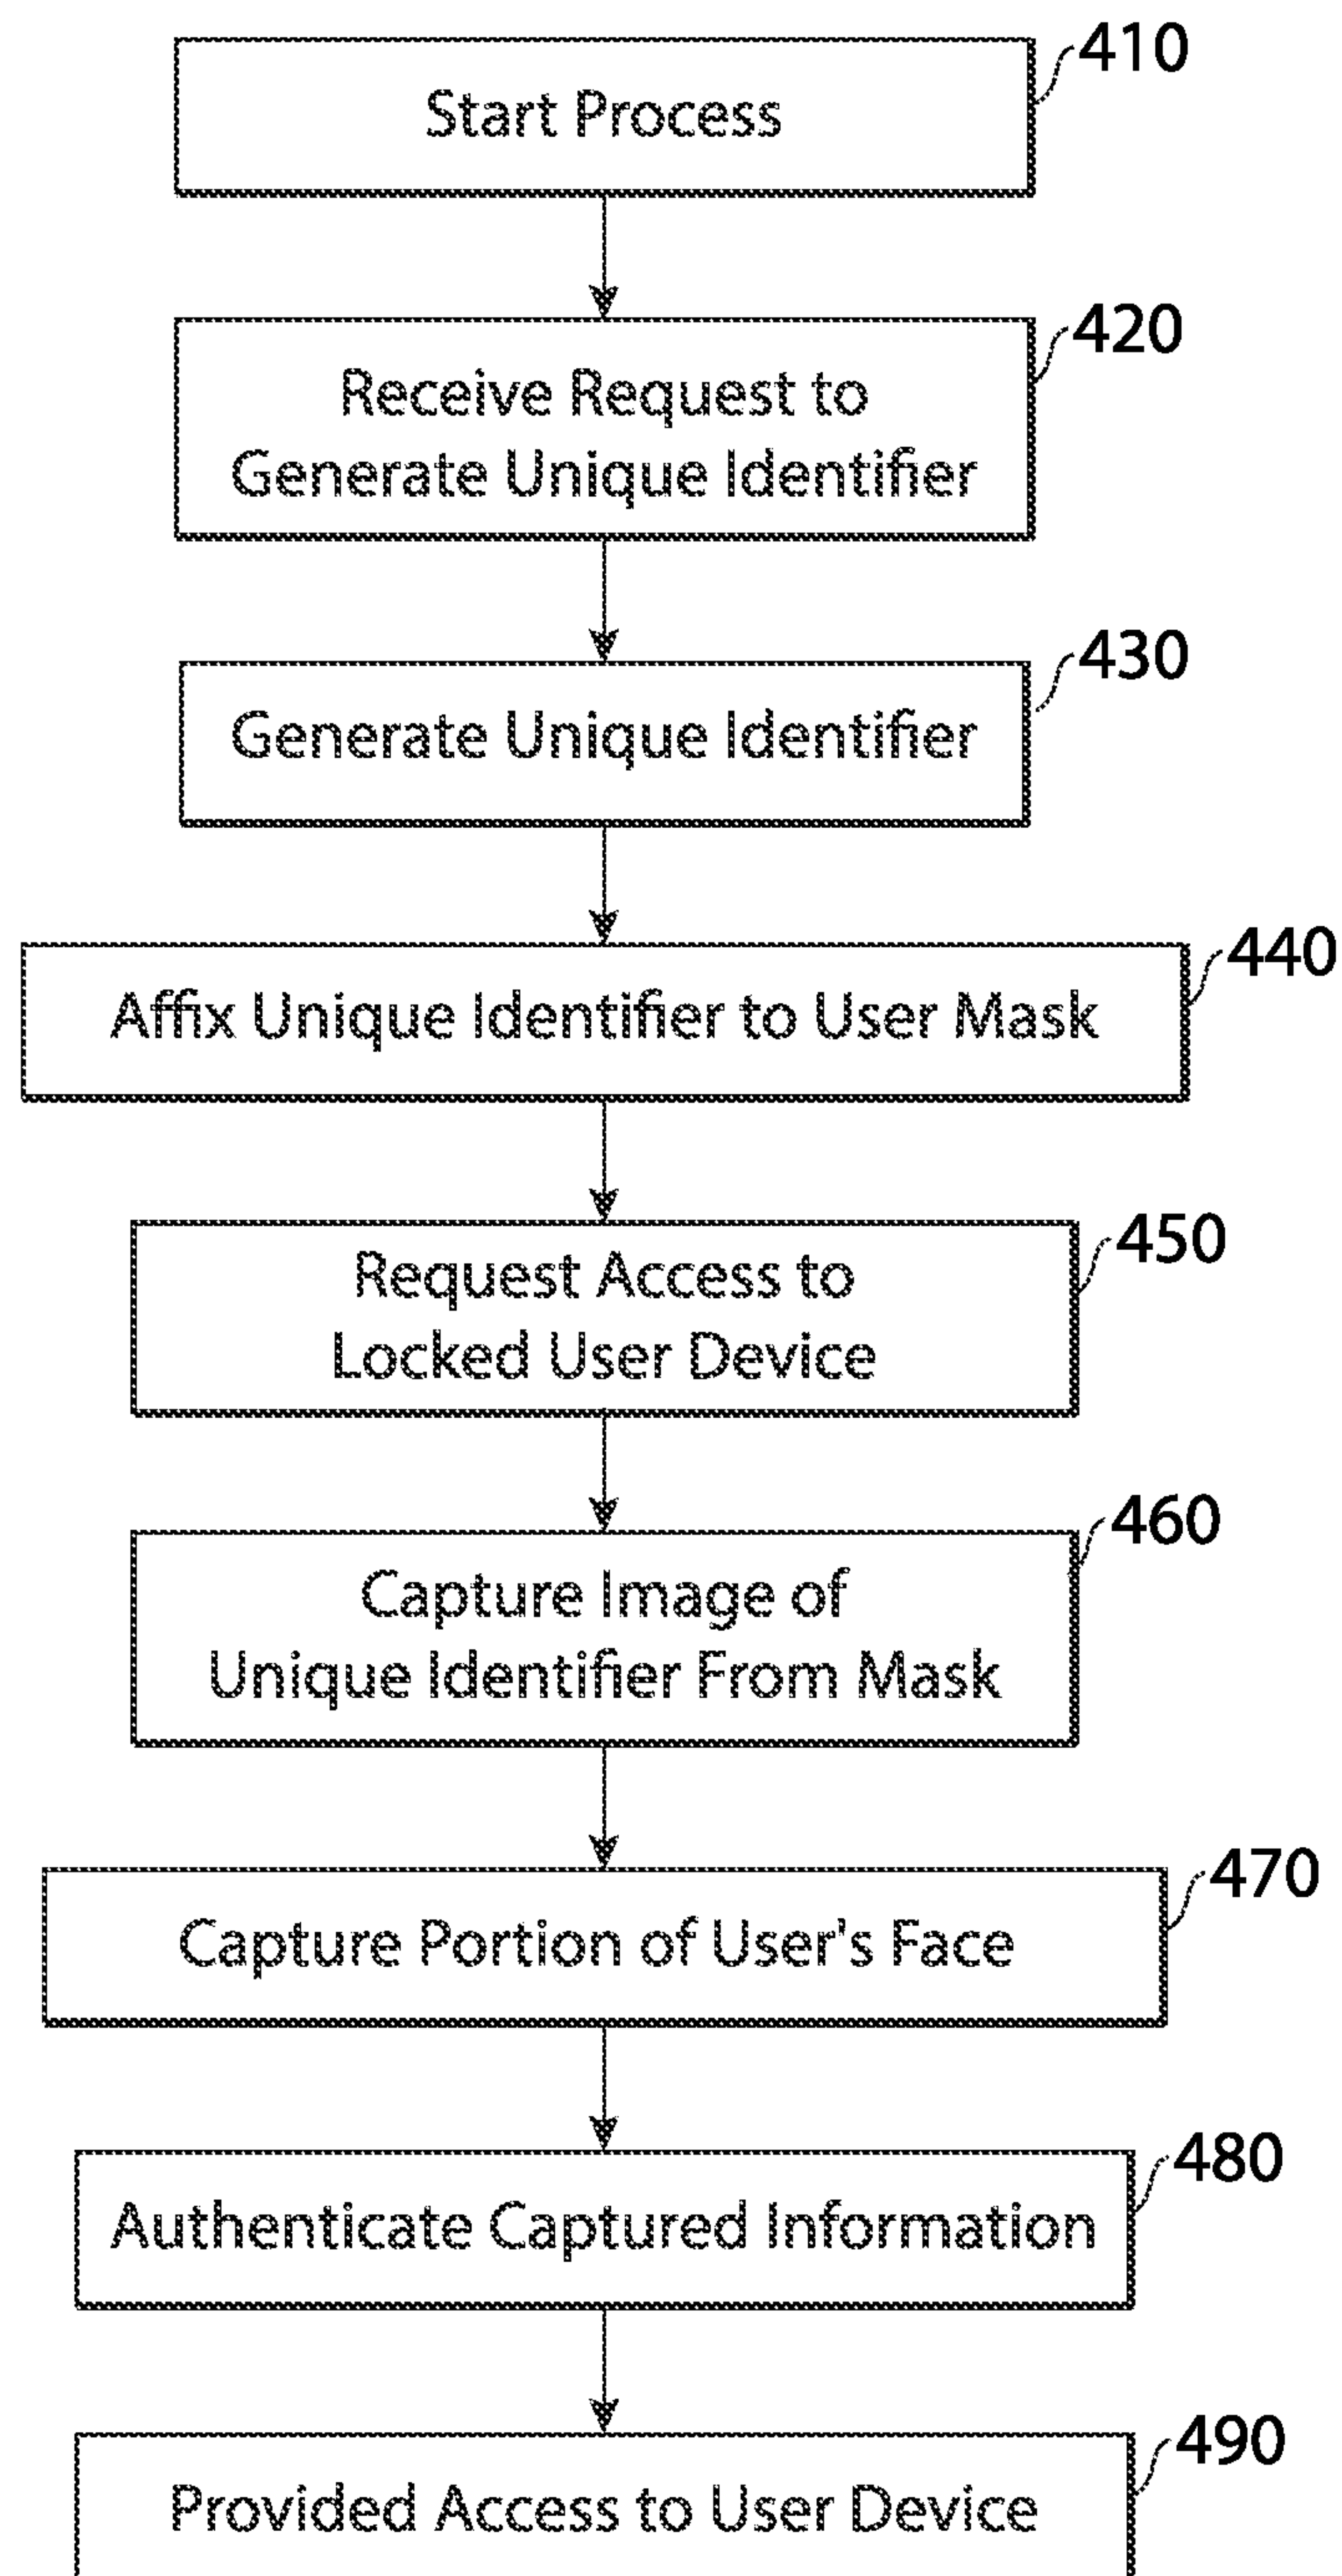 410
Start Process
420
Receive Request to
Generate Unique Identifier
430
Generate Unique Identifier
440
Affix Unique Identifier to User Mask
450
Request Access to
Locked User Device
460
Capture Image of
Unique Identifier From Mask
470
Capture Portion of User's Face
480
Authenticate Captured Information
490
Provided Access to User Device